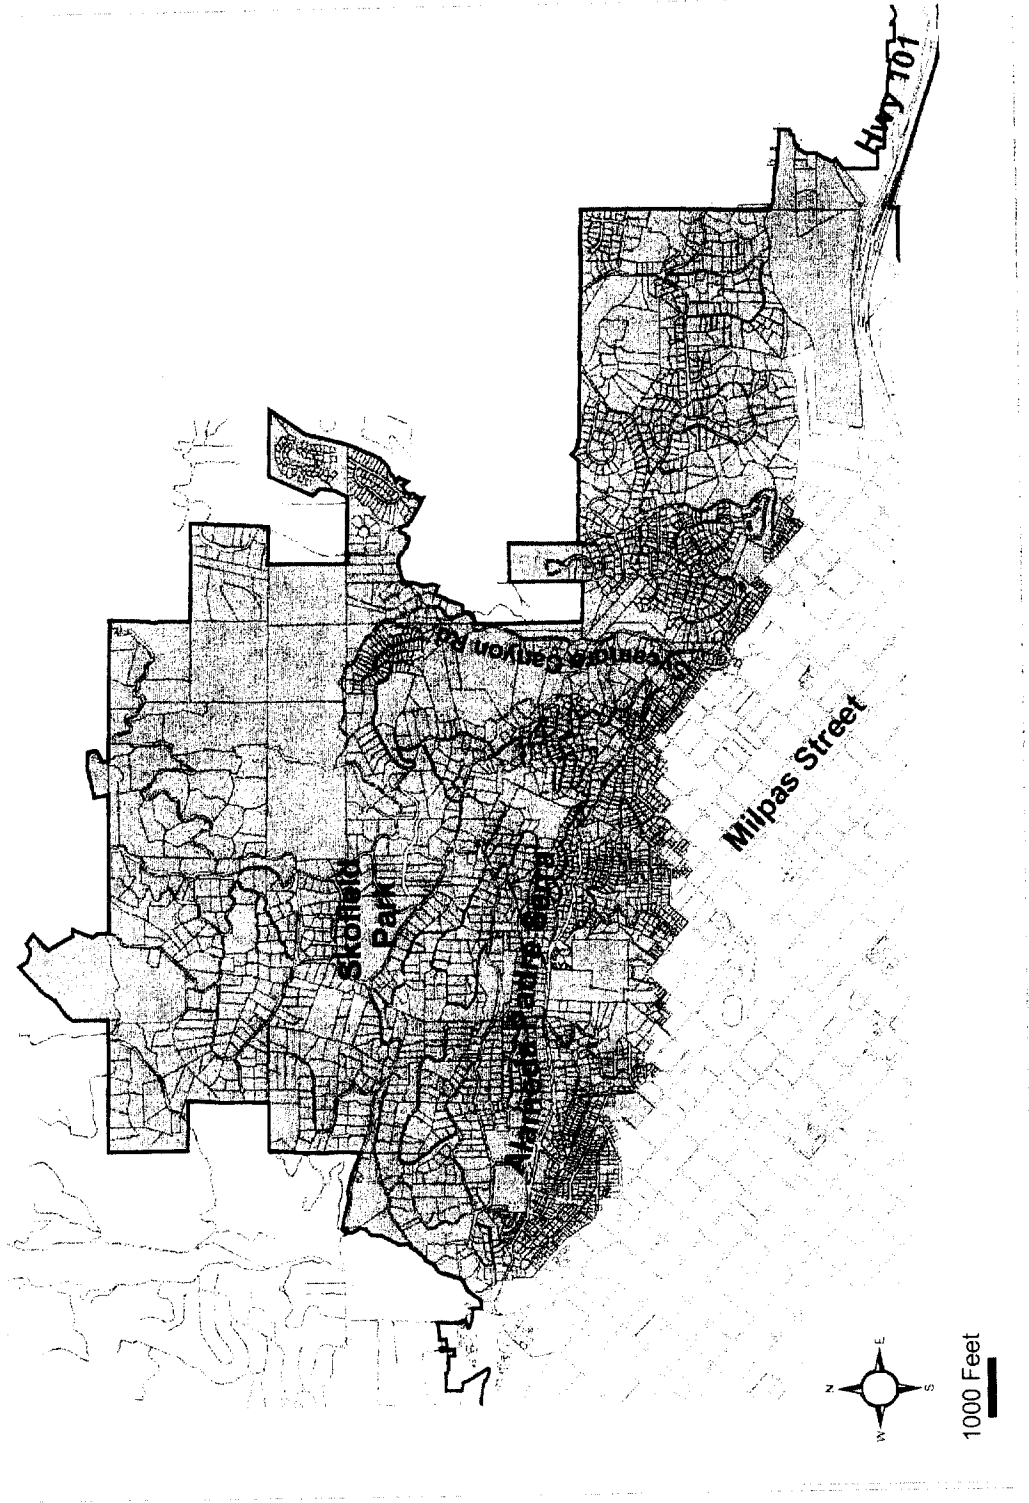 Hwy 101
Sycamore Canyon Rd.
Milpas Street
Skofield
Park
Alameda Padre Serra
N
E
S
W
1000 Feet